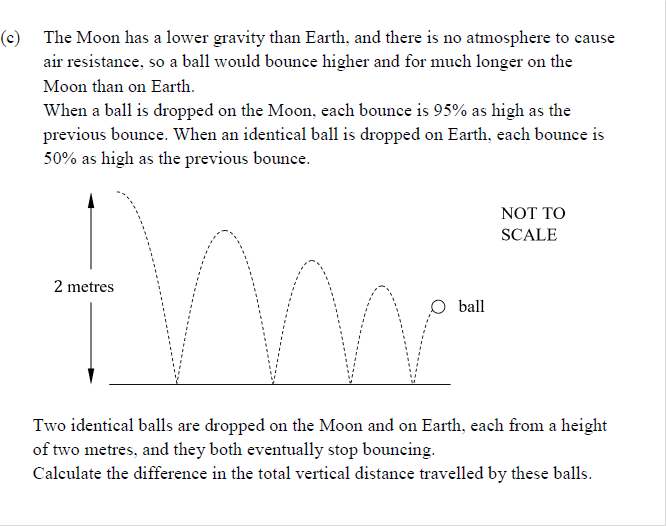 (c) The Moon has a lower gravity than Earth, and there is no atmosphere to cause
air resistance, so a ball would bounce higher and for much longer on the
Moon than on Earth.
When a ball is dropped on the Moon, each bounce is 95% as high as the
previous bounce. When an identical ball is dropped on Earth, each bounce is
50% as high as the previous bounce.
NOT TO
SCALE
2 metres
ball
Two identical balls are dropped on the Moon and on Earth, each from a height
of two metres, and they both eventually stop bouncing.
Calculate the difference in the total vertical distance travelled by these balls.